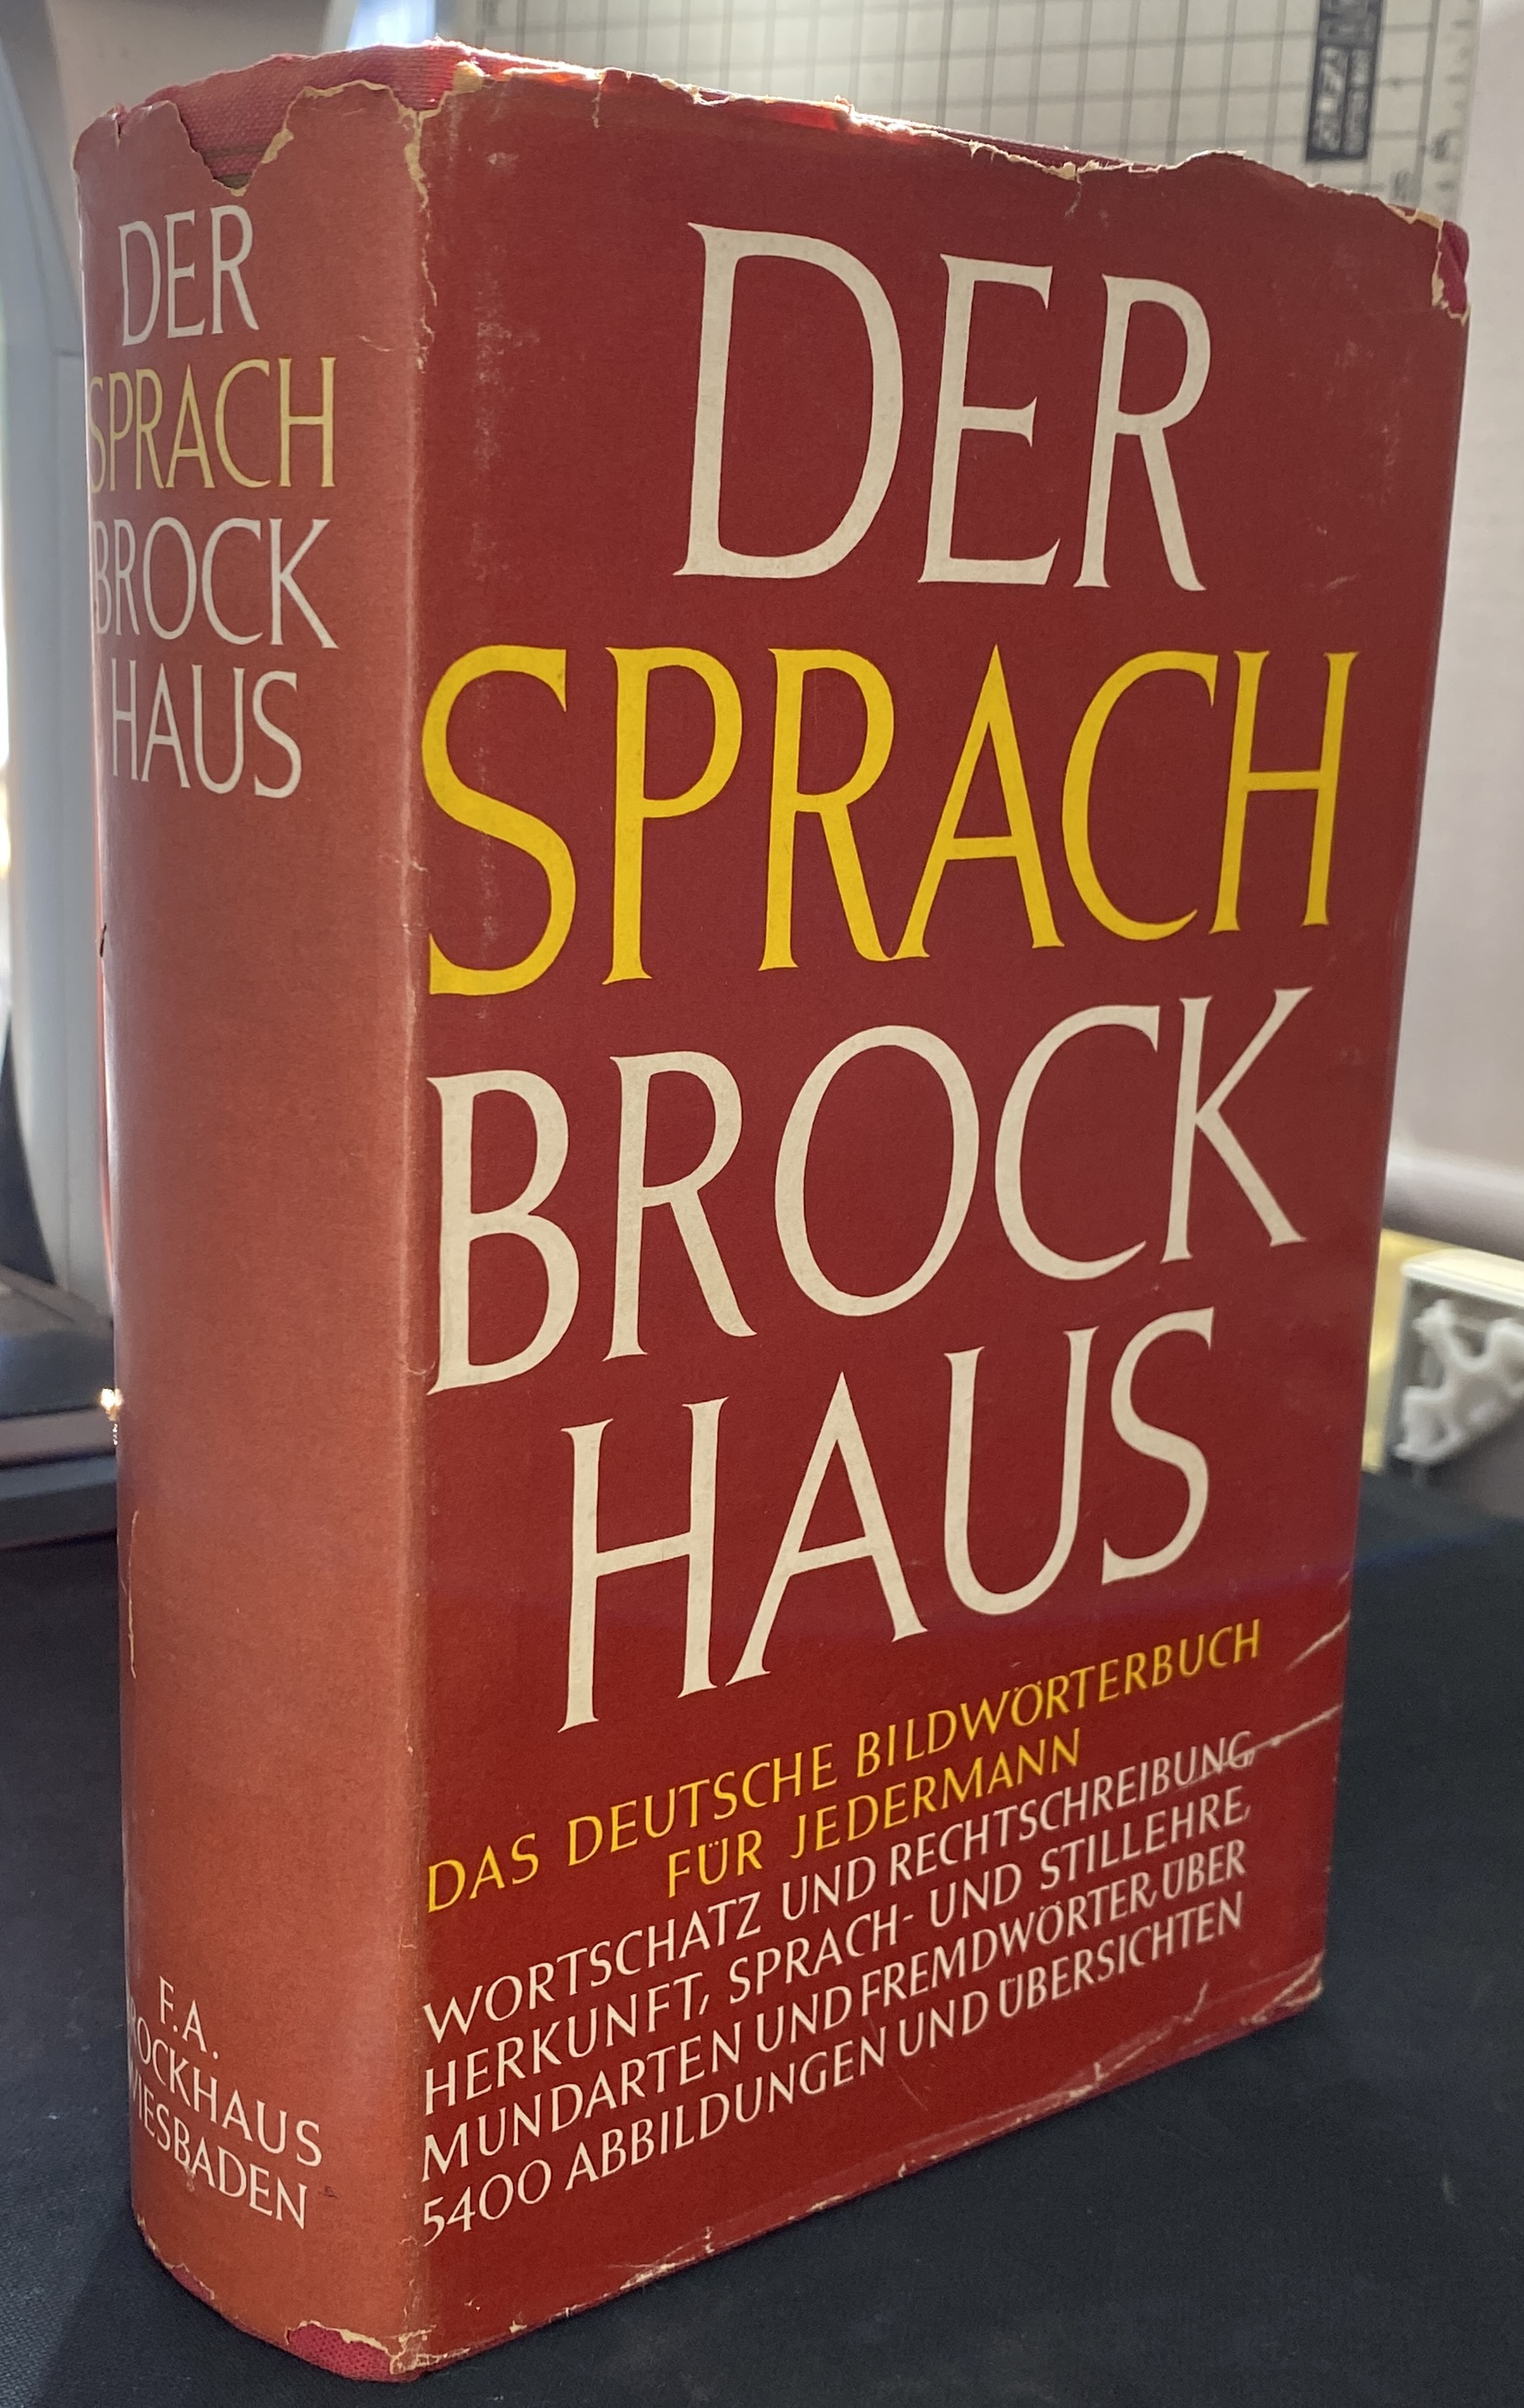 DER
SPRACH
BROCK
HAUS
F. A.
BROCKHAUS
WIESBADEN
DER
SPRACH
BROCK
HAUS
DAS DEUTSCHE BILDWÖRTERBUCH
FÜR JEDERMANN
WORTSCHATZ UND RECHTSCHREIBUNG,
HERKUNFT, SPRACH- UND STILLEHRE,
MUNDARTEN UND FREMDWÖRTER, ÜBER
5400 ABBILDUNGEN UND ÜBERSICHTEN